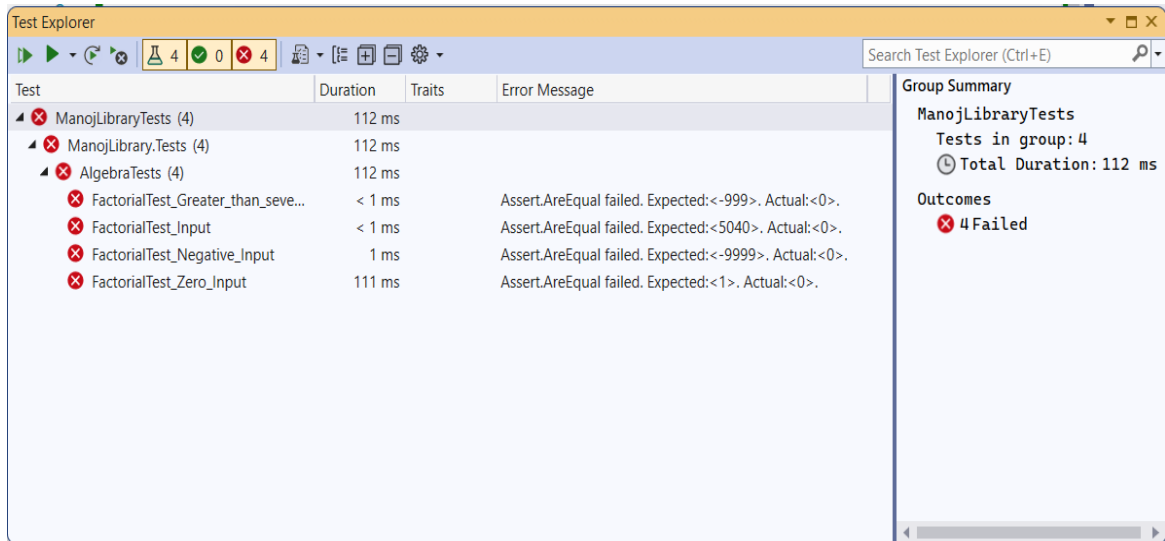 Test Explorer
4 0 4 Search Test Explorer (Ctrl+E)
Test Duration Traits Error Message
ManojLibraryTests (4) 112 ms
ManojLibrary.Tests (4) 112 ms
AlgebraTests (4) 112 ms
FactorialTest_Greater_than_seve... < 1 ms Assert.AreEqual failed. Expected:<-999>. Actual:<0>.
FactorialTest_Input < 1 ms Assert.AreEqual failed. Expected:<5040>. Actual:<0>.
FactorialTest_Negative_Input 1 ms Assert.AreEqual failed. Expected:<-9999>. Actual:<0>.
FactorialTest_Zero_Input 111 ms Assert.AreEqual failed. Expected:<1>. Actual:<0>.
Group Summary
ManojLibraryTests
Tests in group: 4
Total Duration: 112 ms
Outcomes
4 Failed